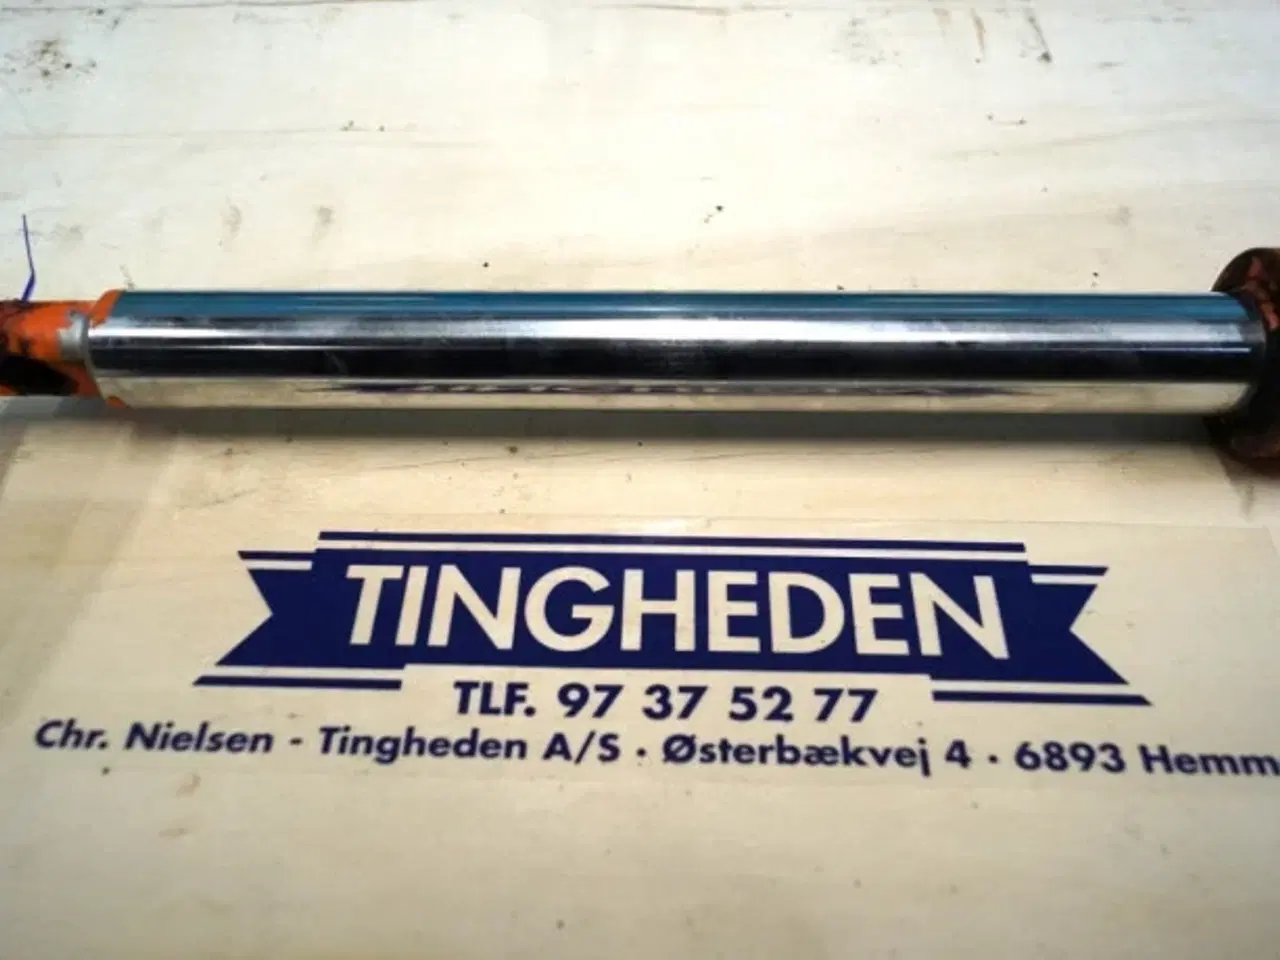 TINGHEDEN
TLF. 97 37 52 77
Chr. Nielsen - Tingheden A/S · Østerbækvej 4 · 6893 Hemm